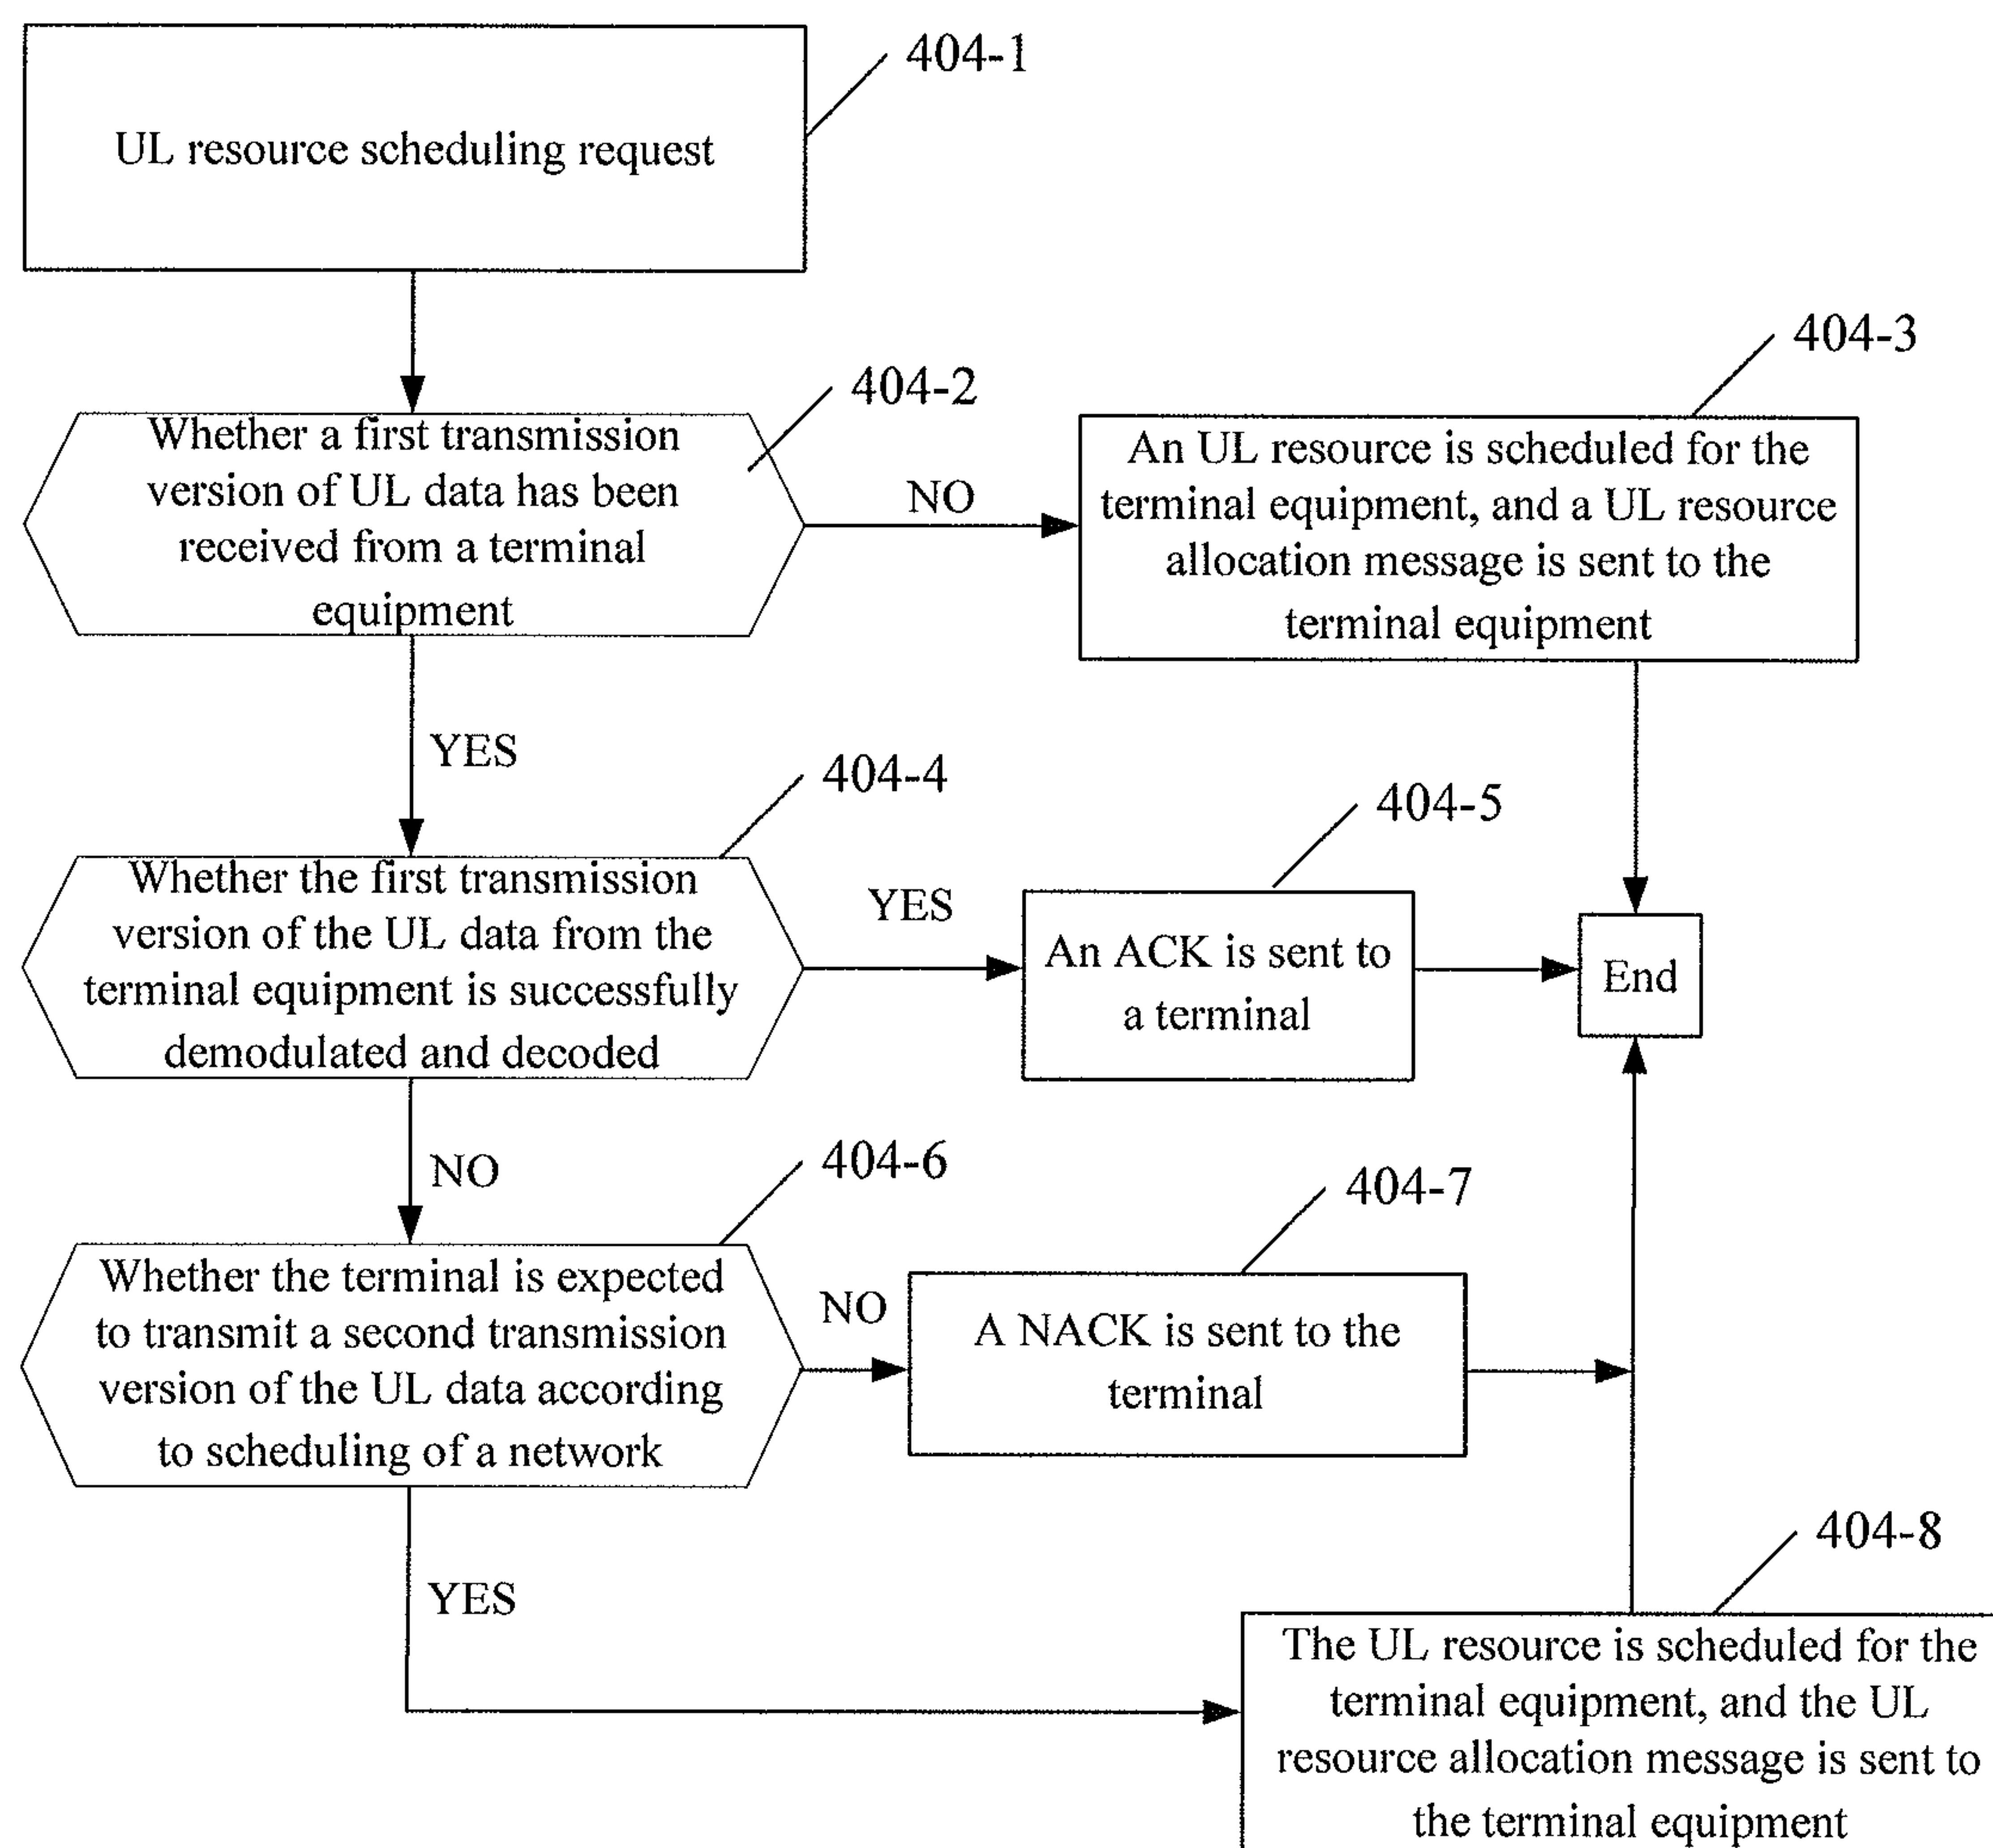 404-1
UL resource scheduling request
404-2
Whether a first transmission
version of UL data has been
received from a terminal
equipment
NO
404-3
An UL resource is scheduled for the
terminal equipment, and a UL resource
allocation message is sent to the
terminal equipment
YES
404-4
Whether the first transmission
version of the UL data from the
terminal equipment is successfully
demodulated and decoded
YES
404-5
An ACK is sent to
a terminal
End
NO
404-6
Whether the terminal is expected
to transmit a second transmission
version of the UL data according
to scheduling of a network
NO
404-7
A NACK is sent to the
terminal
YES
404-8
The UL resource is scheduled for the
terminal equipment, and the UL
resource allocation message is sent to
the terminal equipment